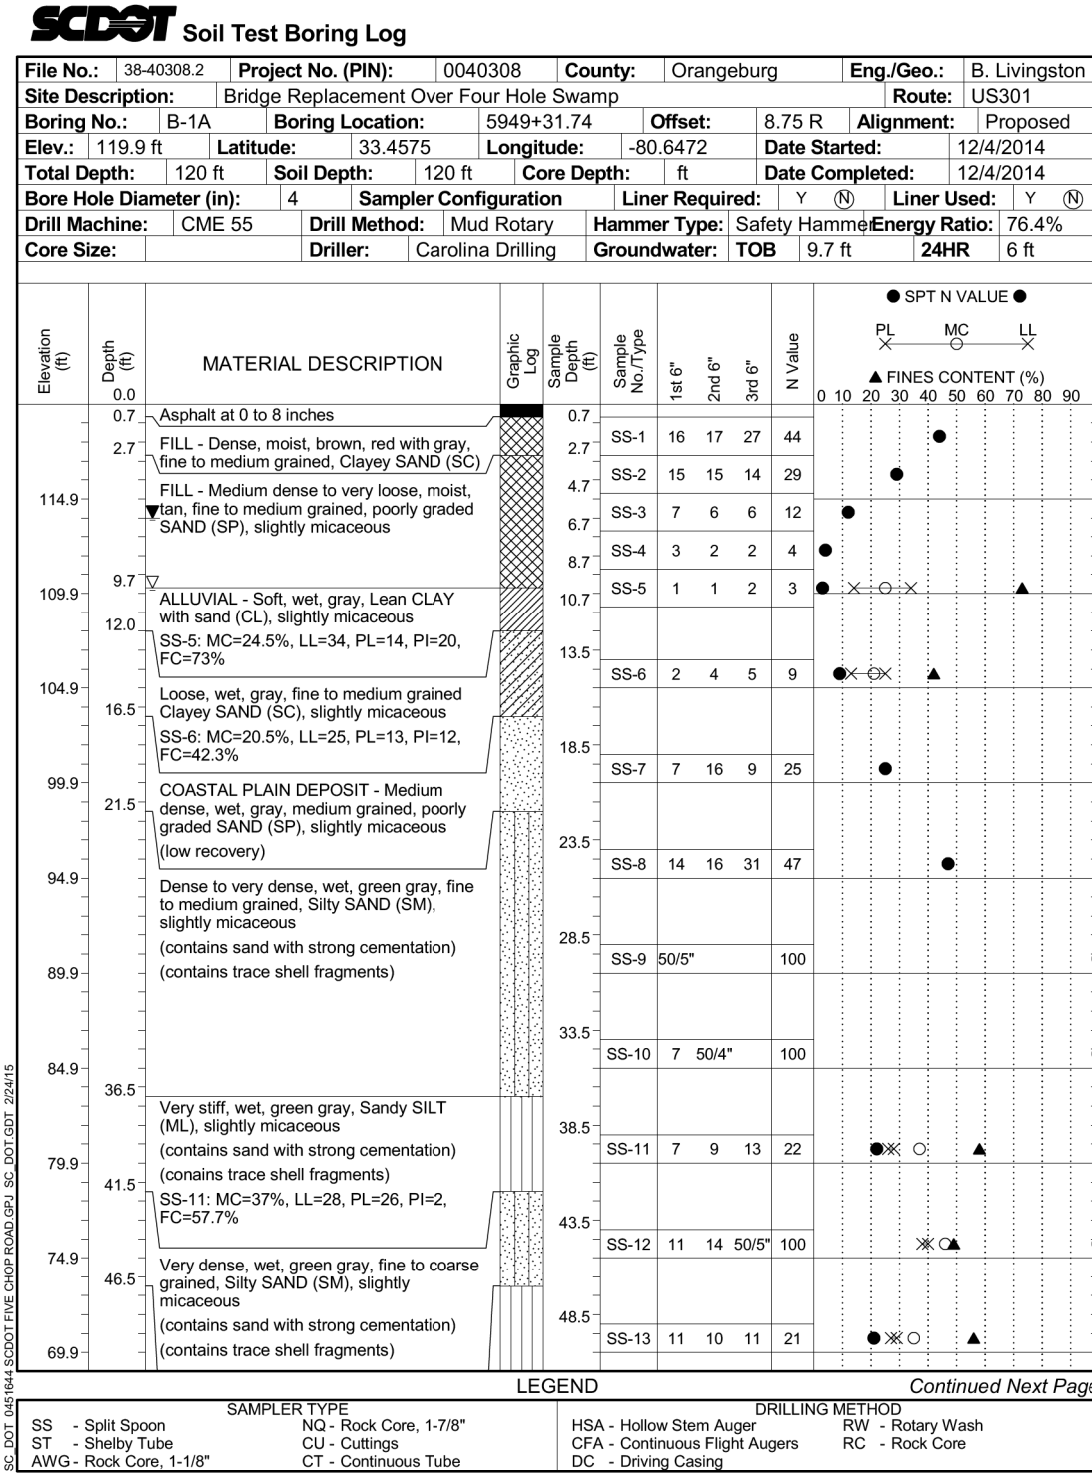 SCDOT Soil Test Boring Log
File No.: 38-40308.2 Project No. (PIN): 0040308 County: Orangeburg Eng./Geo.: B. Livingston
Site Description: Bridge Replacement Over Four Hole Swamp Route: US301
Boring No.: B-1A Boring Location: 5949+31.74 Offset: 8.75 R Alignment: Proposed
Elev.: 119.9 ft Latitude: 33.4575 Longitude: -80.6472 Date Started: 12/4/2014
Total Depth: 120 ft Soil Depth: 120 ft Core Depth: ft Date Completed: 12/4/2014
Bore Hole Diameter (in): 4 Sampler Configuration Liner Required: Y N Liner Used: Y N
Drill Machine: CME 55 Drill Method: Mud Rotary Hammer Type: Safety Hammer Energy Ratio: 76.4%
Core Size: Driller: Carolina Drilling Groundwater: TOB 9.7 ft 24HR 6 ft
Elevation (ft)
Depth (ft)
0.0
MATERIAL DESCRIPTION
Graphic Log
Sample Depth (ft)
Sample No./Type
1st 6"
2nd 6"
3rd 6"
N Value
● SPT N VALUE ●
PL MC LL
▲ FINES CONTENT (%)
0 10 20 30 40 50 60 70 80 90
0.7 Asphalt at 0 to 8 inches 0.7
FILL - Dense, moist, brown, red with gray,
2.7 fine to medium grained, Clayey SAND (SC)
SS-1 16 17 27 44
2.7
SS-2 15 15 14 29
4.7
FILL - Medium dense to very loose, moist,
114.9 tan, fine to medium grained, poorly graded
SAND (SP), slightly micaceous
SS-3 7 6 6 12
6.7
SS-4 3 2 2 4
8.7
9.7
SS-5 1 1 2 3
109.9 ALLUVIAL - Soft, wet, gray, Lean CLAY 10.7
with sand (CL), slightly micaceous
12.0
SS-5: MC=24.5%, LL=34, PL=14, PI=20,
FC=73%
13.5
SS-6 2 4 5 9
104.9 Loose, wet, gray, fine to medium grained
16.5 Clayey SAND (SC), slightly micaceous
SS-6: MC=20.5%, LL=25, PL=13, PI=12,
FC=42.3%
18.5
SS-7 7 16 9 25
99.9 COASTAL PLAIN DEPOSIT - Medium
21.5 dense, wet, gray, medium grained, poorly
graded SAND (SP), slightly micaceous
(low recovery)
23.5
SS-8 14 16 31 47
94.9 Dense to very dense, wet, green gray, fine
to medium grained, Silty SAND (SM),
slightly micaceous
(contains sand with strong cementation)
28.5
SS-9 50/5" 100
89.9 (contains trace shell fragments)
33.5
SS-10 7 50/4" 100
84.9
36.5
Very stiff, wet, green gray, Sandy SILT
(ML), slightly micaceous
38.5
(contains sand with strong cementation)
SS-11 7 9 13 22
79.9 (conains trace shell fragments)
41.5
SS-11: MC=37%, LL=28, PL=26, PI=2,
FC=57.7%
43.5
SS-12 11 14 50/5" 100
74.9 Very dense, wet, green gray, fine to coarse
46.5 grained, Silty SAND (SM), slightly
micaceous
48.5
(contains sand with strong cementation)
SS-13 11 10 11 21
69.9 (contains trace shell fragments)
LEGEND
Continued Next Page
SAMPLER TYPE
SS - Split Spoon NQ - Rock Core, 1-7/8"
ST - Shelby Tube CU - Cuttings
AWG - Rock Core, 1-1/8" CT - Continuous Tube
DRILLING METHOD
HSA - Hollow Stem Auger RW - Rotary Wash
CFA - Continuous Flight Augers RC - Rock Core
DC - Driving Casing
SC_DOT 0451644 SCDOT FIVE CHOP ROAD.GPJ SC_DOT.GDT 2/24/15